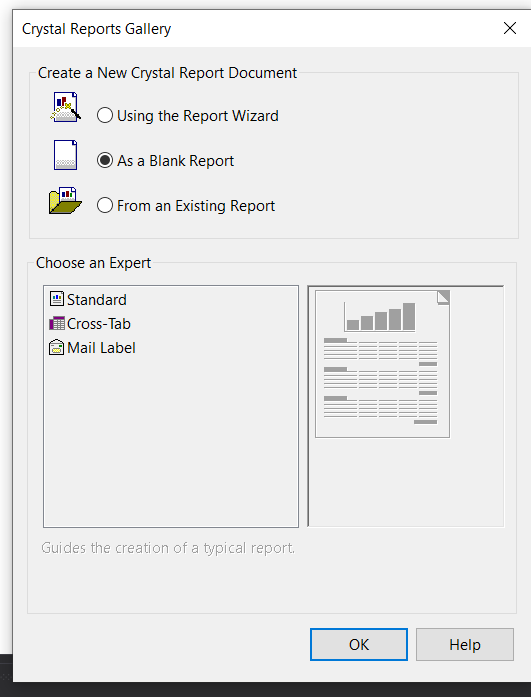 Crystal Reports Gallery
Create a New Crystal Report Document
Using the Report Wizard
As a Blank Report
From an Existing Report
Choose an Expert
Standard
Cross-Tab
Mail Label
Guides the creation of a typical report.
OK
Help